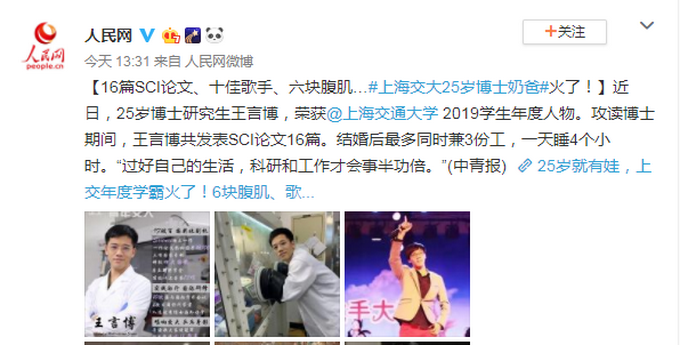 人民网
people.cn
人民网
+关注
今天 13:31 来自 人民网微博
【16篇SCI论文、十佳歌手、六块腹肌...#上海交大25岁博士奶爸#火了！】近
日，25岁博士研究生王言博，荣获@上海交通大学 2019学生年度人物。攻读博士
期间，王言博共发表SCI论文16篇。结婚后最多同时兼3份工，一天睡4个小
时。“过好自己的生活，科研和工作才会事半功倍。”(中青报) 25岁就有娃，上
交年度学霸火了！6块腹肌、歌...
王言博
手大